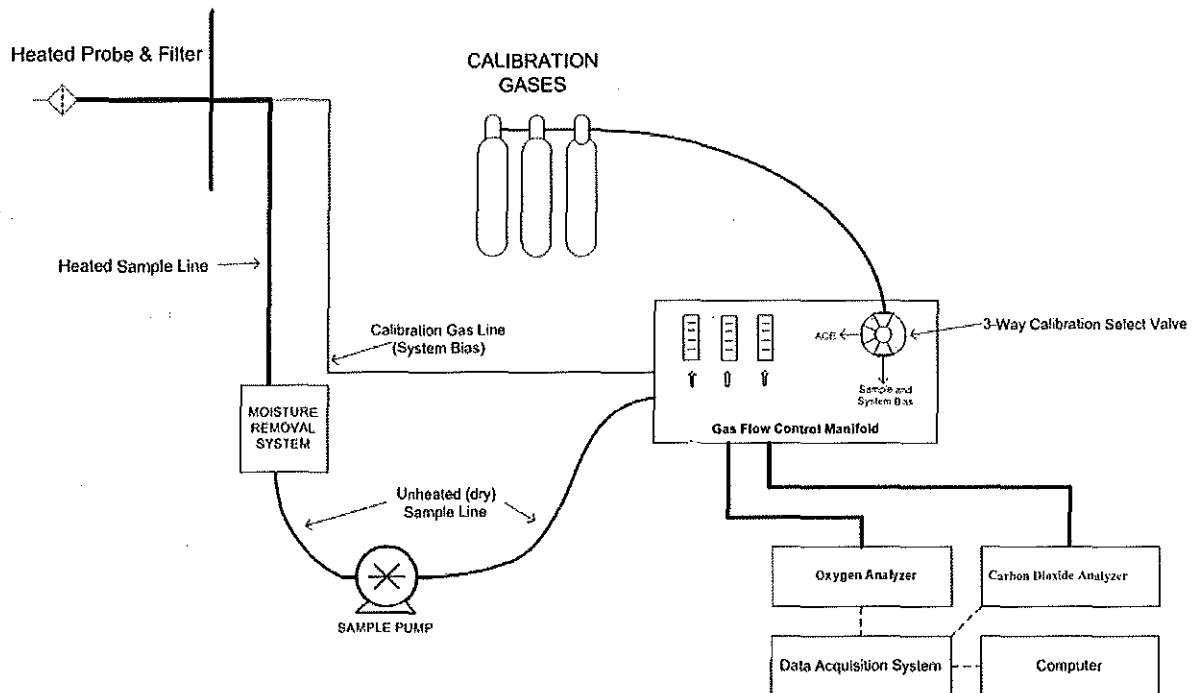 Heated Probe & Filter
CALIBRATION
GASES
Heated Sample Line
Calibration Gas Line
(System Bias)
ACE
3-Way Calibration Select Valve
Sample and
System Bias
Gas Flow Control Manifold
MOISTURE
REMOVAL
SYSTEM
Unheated (dry)
Sample Line
SAMPLE PUMP
Oxygen Analyzer
Carbon Dioxide Analyzer
Data Acquisition System
Computer